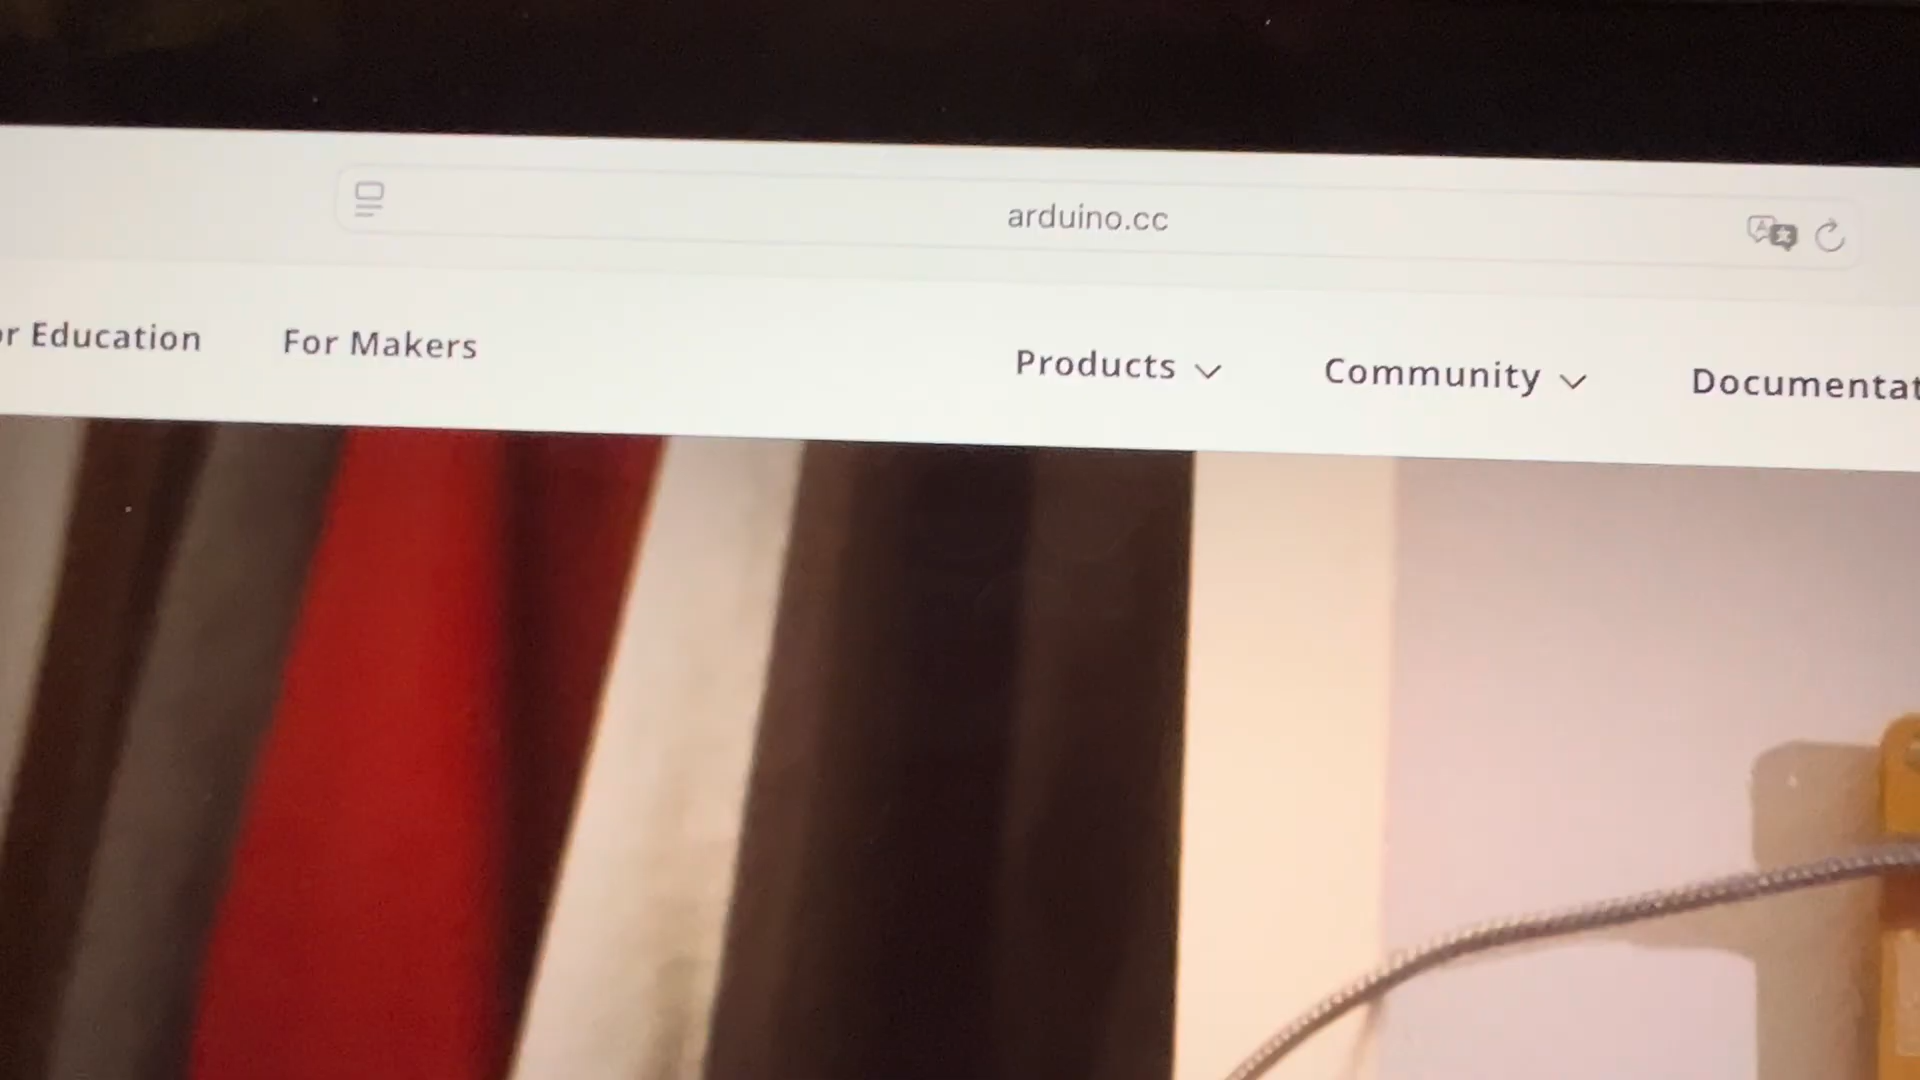 arduino.cc
Education
For Makers
Products
Community